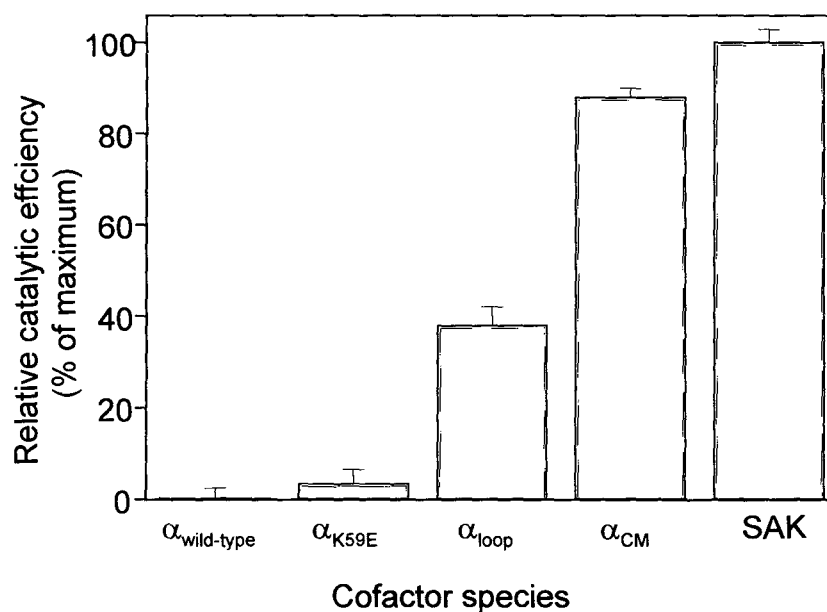 Relative catalytic effciency
(% of maximum)
100
80
60
40
20
0
αwild-type αK59E αloop αCM SAK
Cofactor species